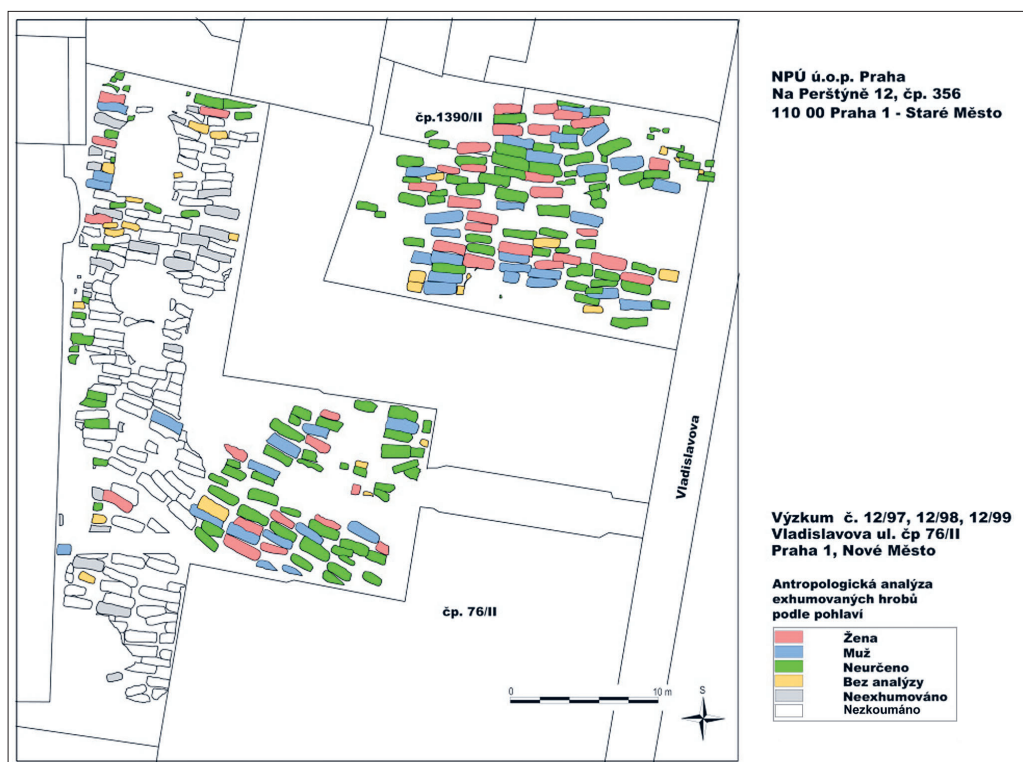 NPÚ ú.o.p. Praha
Na Perštýně 12, čp. 356
110 00 Praha 1 - Staré Město
čp.1390/II
Vladislavova
čp. 76/II
Výzkum č. 12/97, 12/98, 12/99
Vladislavova ul. čp 76/II
Praha 1, Nové Město
Antropologická analýza
exhumovaných hrobů
podle pohlaví
Žena
Muž
Neurčeno
Bez analýzy
Neexhumováno
Nezkoumáno
0 10 m
S